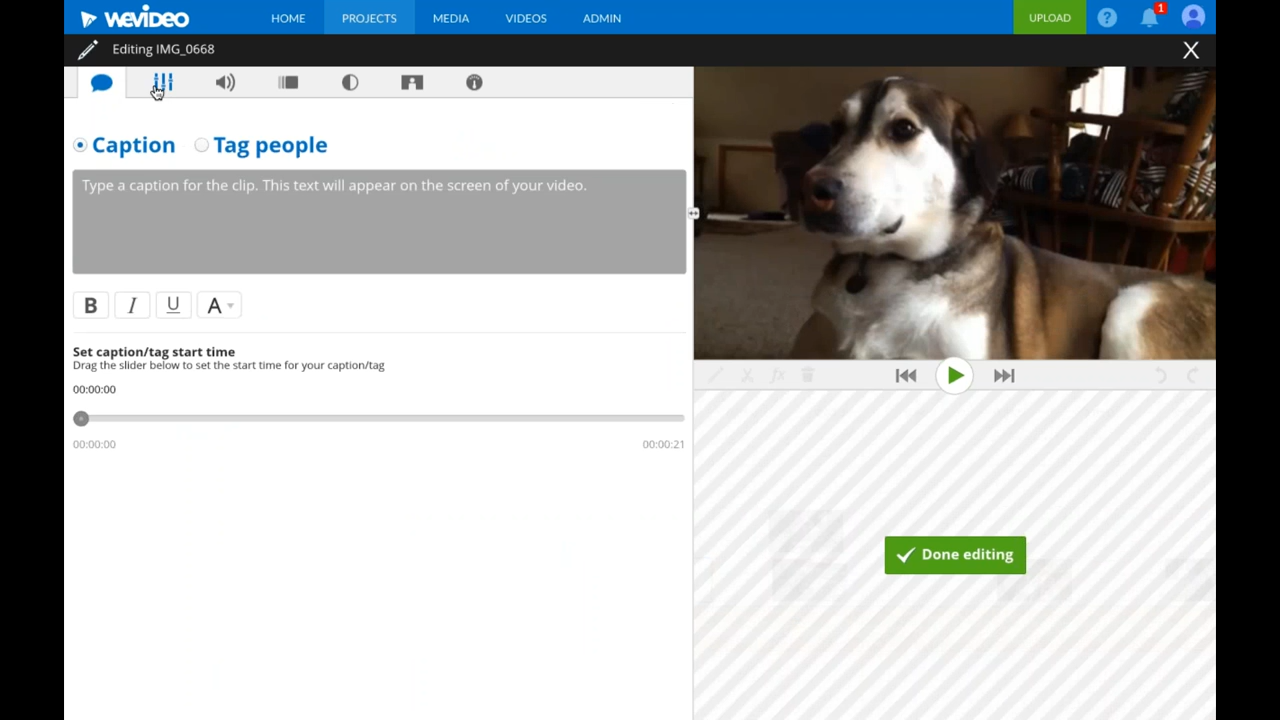 WEVIDEO HOME PROJECTS MEDIA VIDEOS ADMIN UPLOAD ? 1
Editing IMG_0668 X
Caption Tag people
Type a caption for the clip. This text will appear on the screen of your video.
B I U A
Set caption/tag start time
Drag the slider below to set the start time for your caption/tag
00:00:00
00:00:00 00:00:21
fx
Done editing